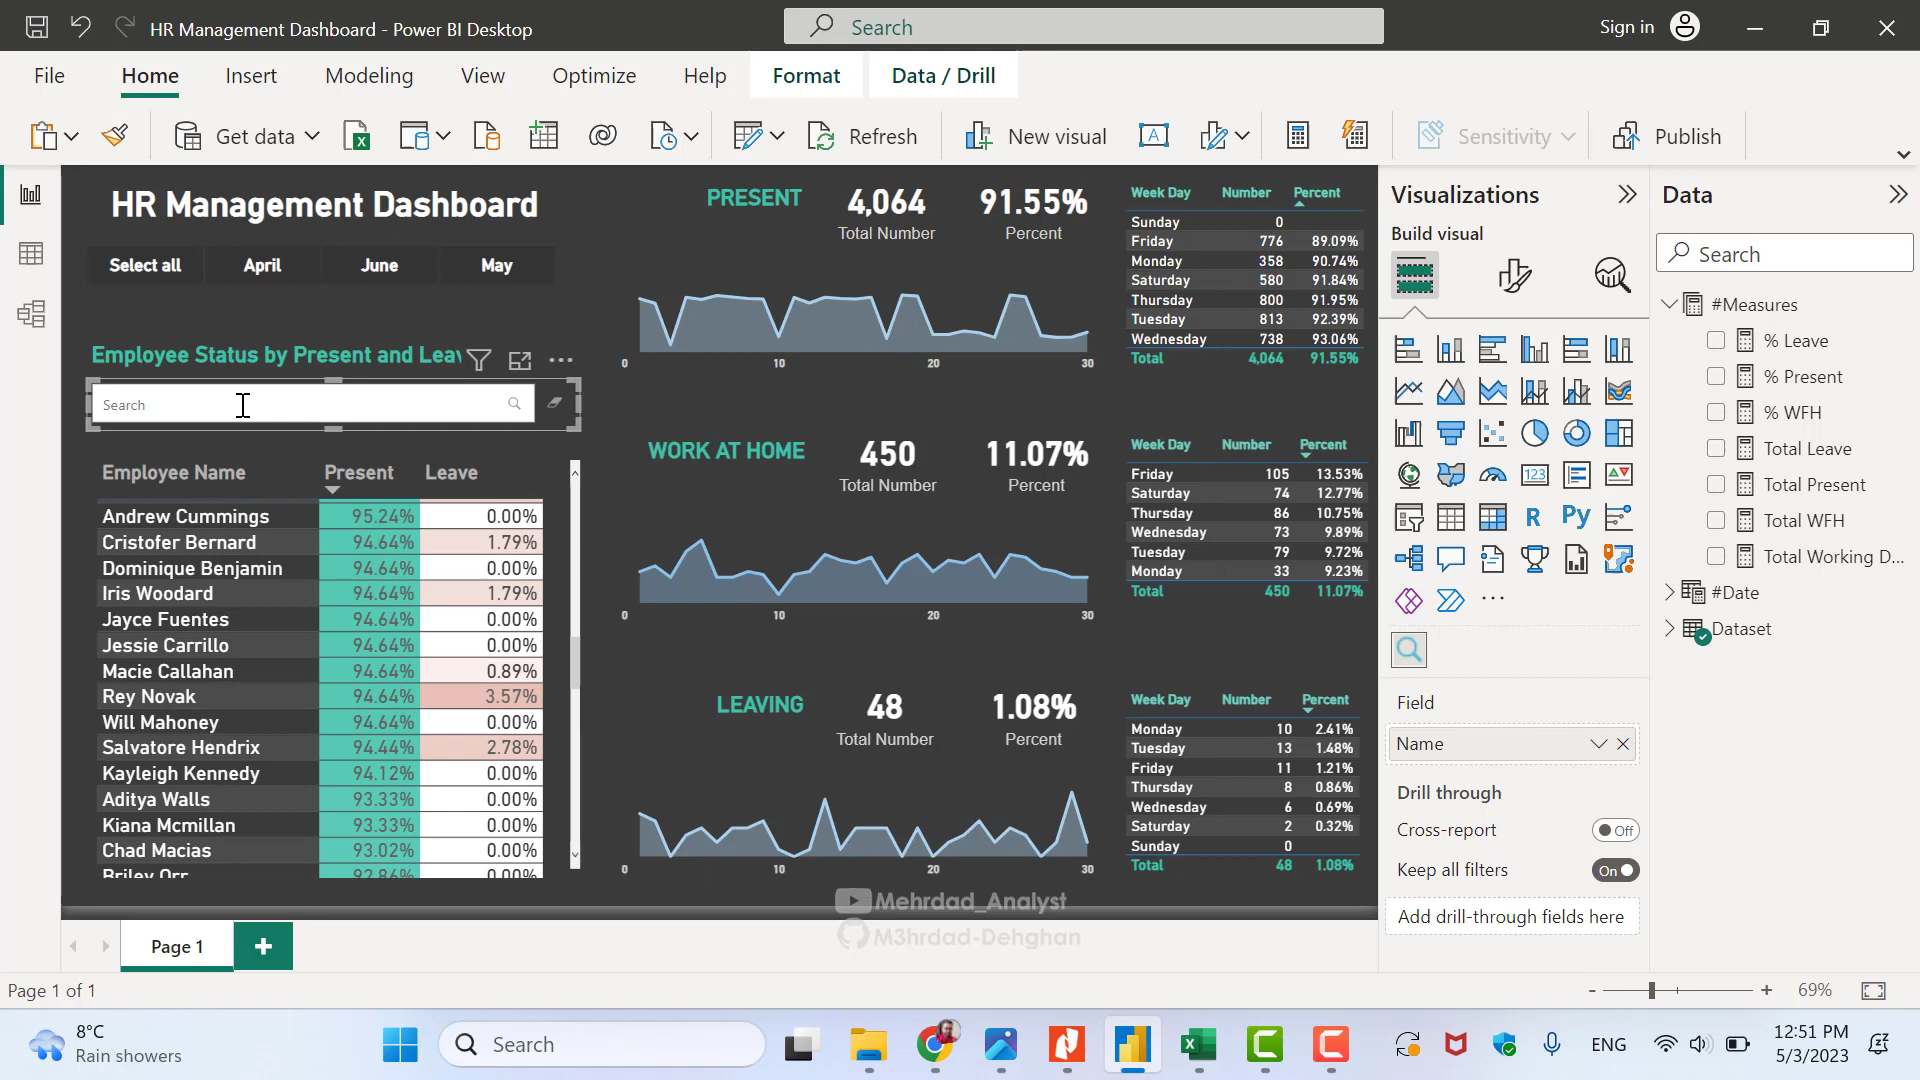 HR Management Dashboard - Power BI Desktop
Search
Sign in
File Home Insert Modeling View Optimize Help Format Data / Drill
Get data Refresh New visual Sensitivity Publish
HR Management Dashboard
Select all April June May
Employee Status by Present and Leav
Search
Employee Name Present Leave
Andrew Cummings 95.24% 0.00%
Cristofer Bernard 94.64% 1.79%
Dominique Benjamin 94.64% 0.00%
Iris Woodard 94.64% 1.79%
Jayce Fuentes 94.64% 0.00%
Jessie Carrillo 94.64% 0.00%
Macie Callahan 94.64% 0.89%
Rey Novak 94.64% 3.57%
Will Mahoney 94.64% 0.00%
Salvatore Hendrix 94.44% 2.78%
Kayleigh Kennedy 94.12% 0.00%
Aditya Walls 93.33% 0.00%
Kiana Mcmillan 93.33% 0.00%
Chad Macias 93.02% 0.00%
Briley Orr 92.86% 0.00%
PRESENT 4,064 91.55%
Total Number Percent
0 10 20 30
Week Day Number Percent
Sunday 0
Friday 776 89.09%
Monday 358 90.74%
Saturday 580 91.84%
Thursday 800 91.95%
Tuesday 813 92.39%
Wednesday 738 93.06%
Total 4,064 91.55%
WORK AT HOME 450 11.07%
Total Number Percent
0 10 20 30
Week Day Number Percent
Friday 105 13.53%
Saturday 74 12.77%
Thursday 86 10.75%
Wednesday 73 9.89%
Tuesday 79 9.72%
Monday 33 9.23%
Total 450 11.07%
LEAVING 48 1.08%
Total Number Percent
0 10 20 30
Week Day Number Percent
Monday 10 2.41%
Tuesday 13 1.48%
Friday 11 1.21%
Thursday 8 0.86%
Wednesday 6 0.69%
Saturday 2 0.32%
Sunday 0
Total 48 1.08%
Mehrdad_Analyst
M3hrdad-Dehghan
Visualizations
Build visual
123
R Py
Field
Name
Drill through
Cross-report Off
Keep all filters On
Add drill-through fields here
Data
Search
#Measures
% Leave
% Present
% WFH
Total Leave
Total Present
Total WFH
Total Working D...
#Date
Dataset
Page 1
Page 1 of 1
- + 69%
8°C
Rain showers
Search
ENG
12:51 PM
5/3/2023